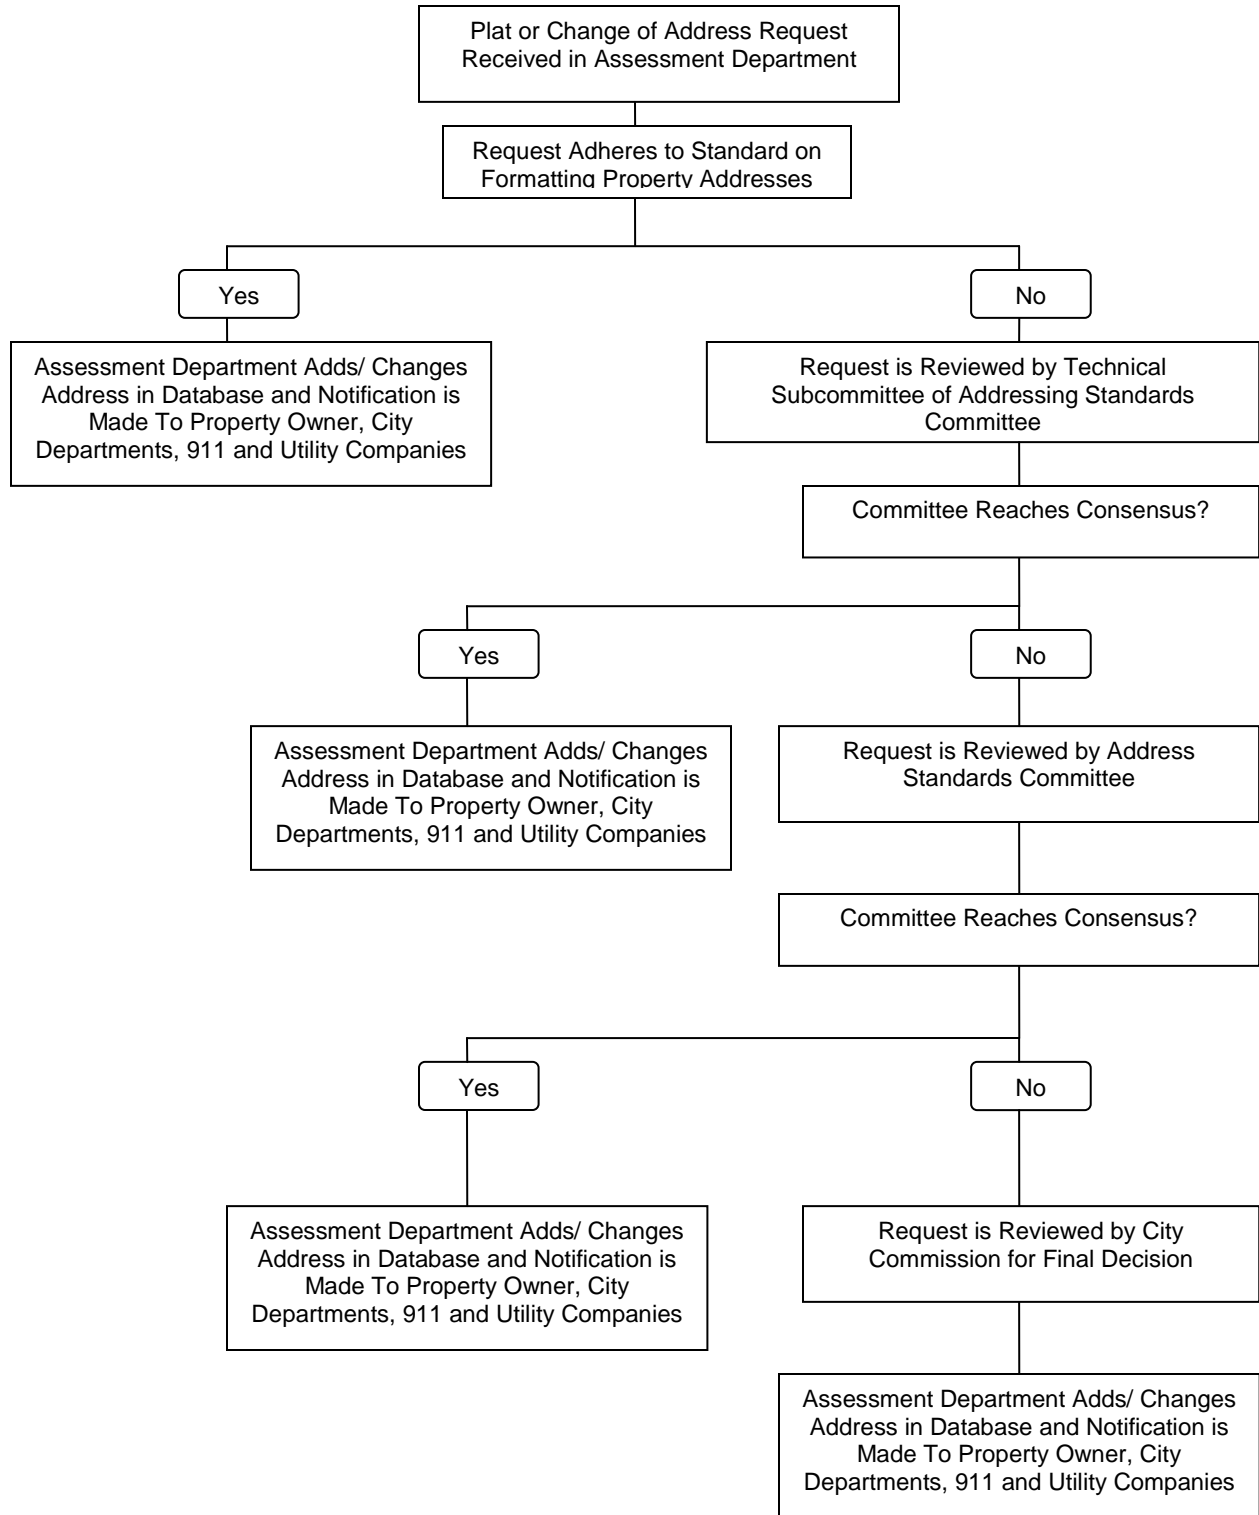 Plat or Change of Address Request
Received in Assessment Department
Request Adheres to Standard on
Formatting Property Addresses
Yes
No
Assessment Department Adds/ Changes
Address in Database and Notification is
Made To Property Owner, City
Departments, 911 and Utility Companies
Request is Reviewed by Technical
Subcommittee of Addressing Standards
Committee
Committee Reaches Consensus?
Yes
No
Assessment Department Adds/ Changes
Address in Database and Notification is
Made To Property Owner, City
Departments, 911 and Utility Companies
Request is Reviewed by Address
Standards Committee
Committee Reaches Consensus?
Yes
No
Assessment Department Adds/ Changes
Address in Database and Notification is
Made To Property Owner, City
Departments, 911 and Utility Companies
Request is Reviewed by City
Commission for Final Decision
Assessment Department Adds/ Changes
Address in Database and Notification is
Made To Property Owner, City
Departments, 911 and Utility Companies